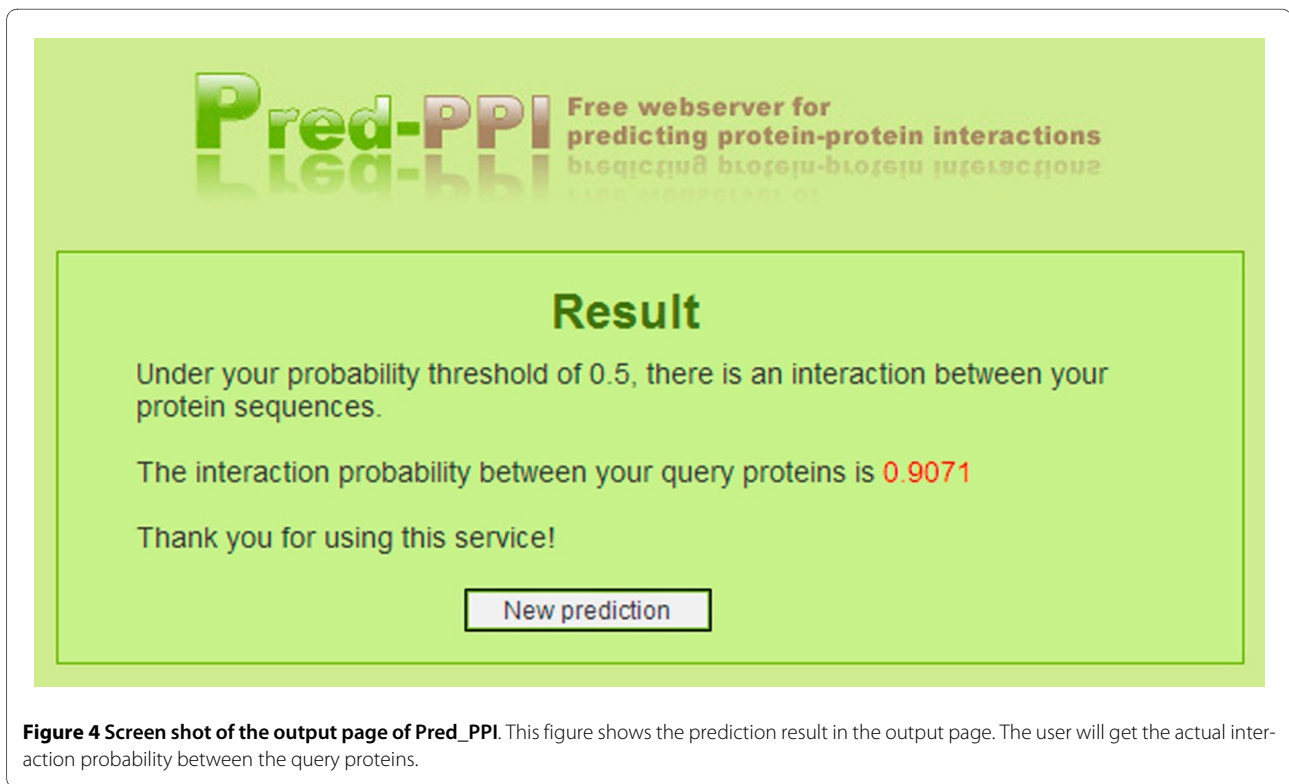 Pred-PPI
Free webserver for
predicting protein-protein interactions
Result
Under your probability threshold of 0.5, there is an interaction between your
protein sequences.
The interaction probability between your query proteins is 0.9071
Thank you for using this service!
New prediction
Figure 4 Screen shot of the output page of Pred_PPI. This figure shows the prediction result in the output page. The user will get the actual inter-
action probability between the query proteins.